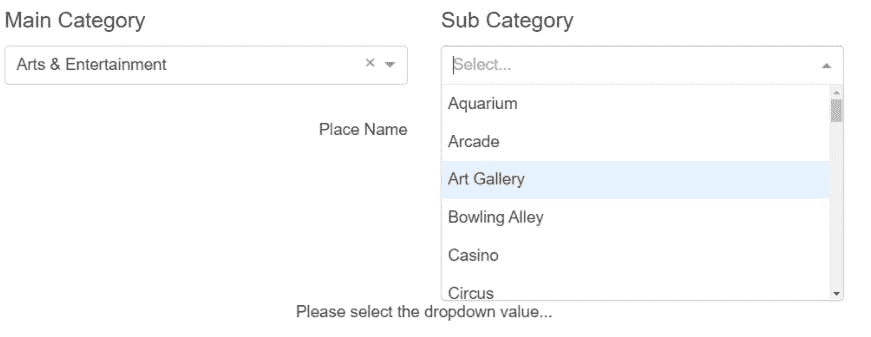 Main Category
Sub Category
Arts & Entertainment
Select...
Aquarium
Arcade
Place Name
Art Gallery
Bowling Alley
Casino
Circus
Please select the dropdown value...